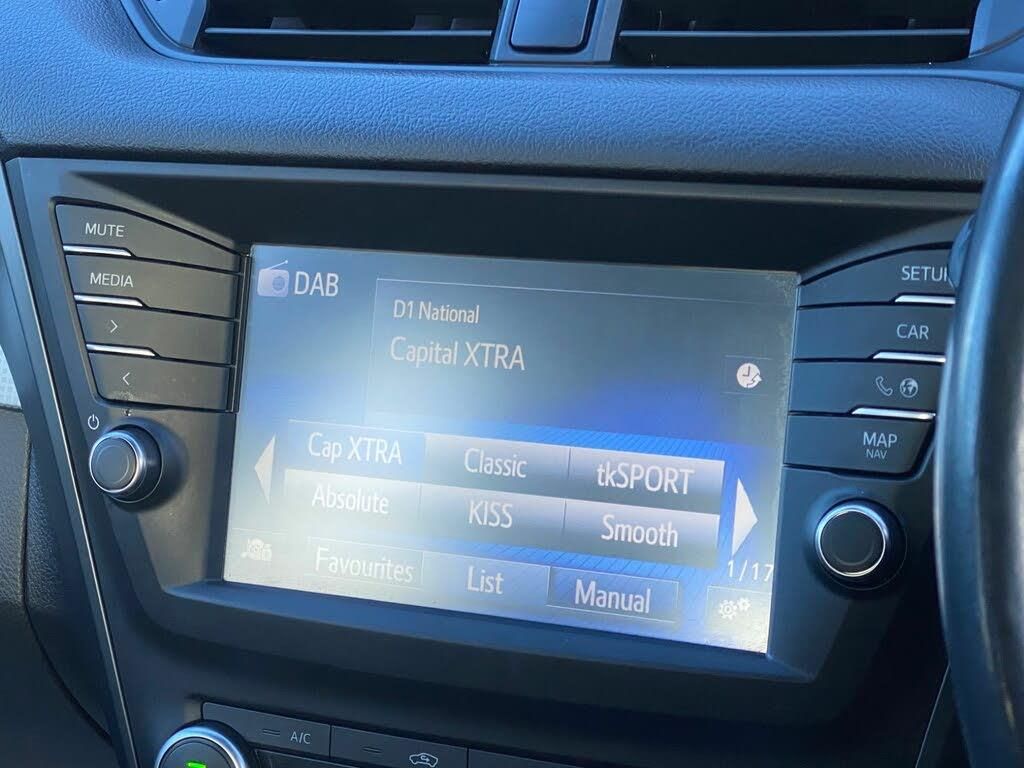 MUTE
MEDIA
DAB
D1 National
Capital XTRA
Cap XTRA
Classic
tkSPORT
Absolute
KISS
Smooth
1/17
Favourites
List
Manual
SETU
CAR
MAP
NAV
A/C